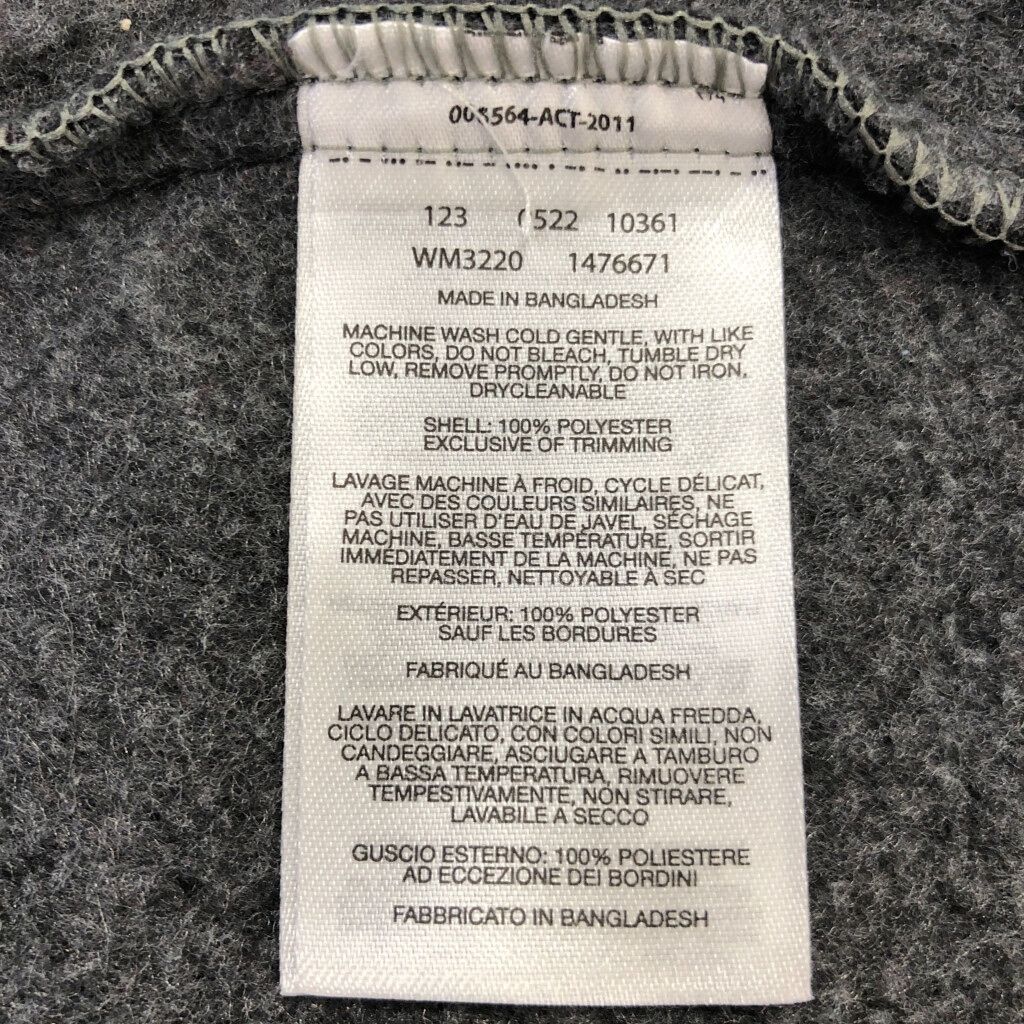 008564-ACT-2011
123 0522 10361
WM3220 1476671
MADE IN BANGLADESH
MACHINE WASH COLD GENTLE, WITH LIKE
COLORS, DO NOT BLEACH, TUMBLE DRY
LOW, REMOVE PROMPTLY, DO NOT IRON,
DRYCLEANABLE
SHELL: 100% POLYESTER
EXCLUSIVE OF TRIMMING
LAVAGE MACHINE À FROID, CYCLE DÉLICAT,
AVEC DES COULEURS SIMILAIRES, NE
PAS UTILISER D'EAU DE JAVEL, SÉCHAGE
MACHINE, BASSE TEMPÉRATURE, SORTIR
IMMÉDIATEMENT DE LA MACHINE, NE PAS
REPASSER, NETTOYABLE À SEC
EXTÉRIEUR: 100% POLYESTER
SAUF LES BORDURES
FABRIQUÉ AU BANGLADESH
LAVARE IN LAVATRICE IN ACQUA FREDDA,
CICLO DELICATO, CON COLORI SIMILI, NON
CANDEGGIARE, ASCIUGARE A TAMBURO
A BASSA TEMPERATURA, RIMUOVERE
TEMPESTIVAMENTE, NON STIRARE,
LAVABILE A SECCO
GUSCIO ESTERNO: 100% POLIESTERE
AD ECCEZIONE DEI BORDINI
FABBRICATO IN BANGLADESH